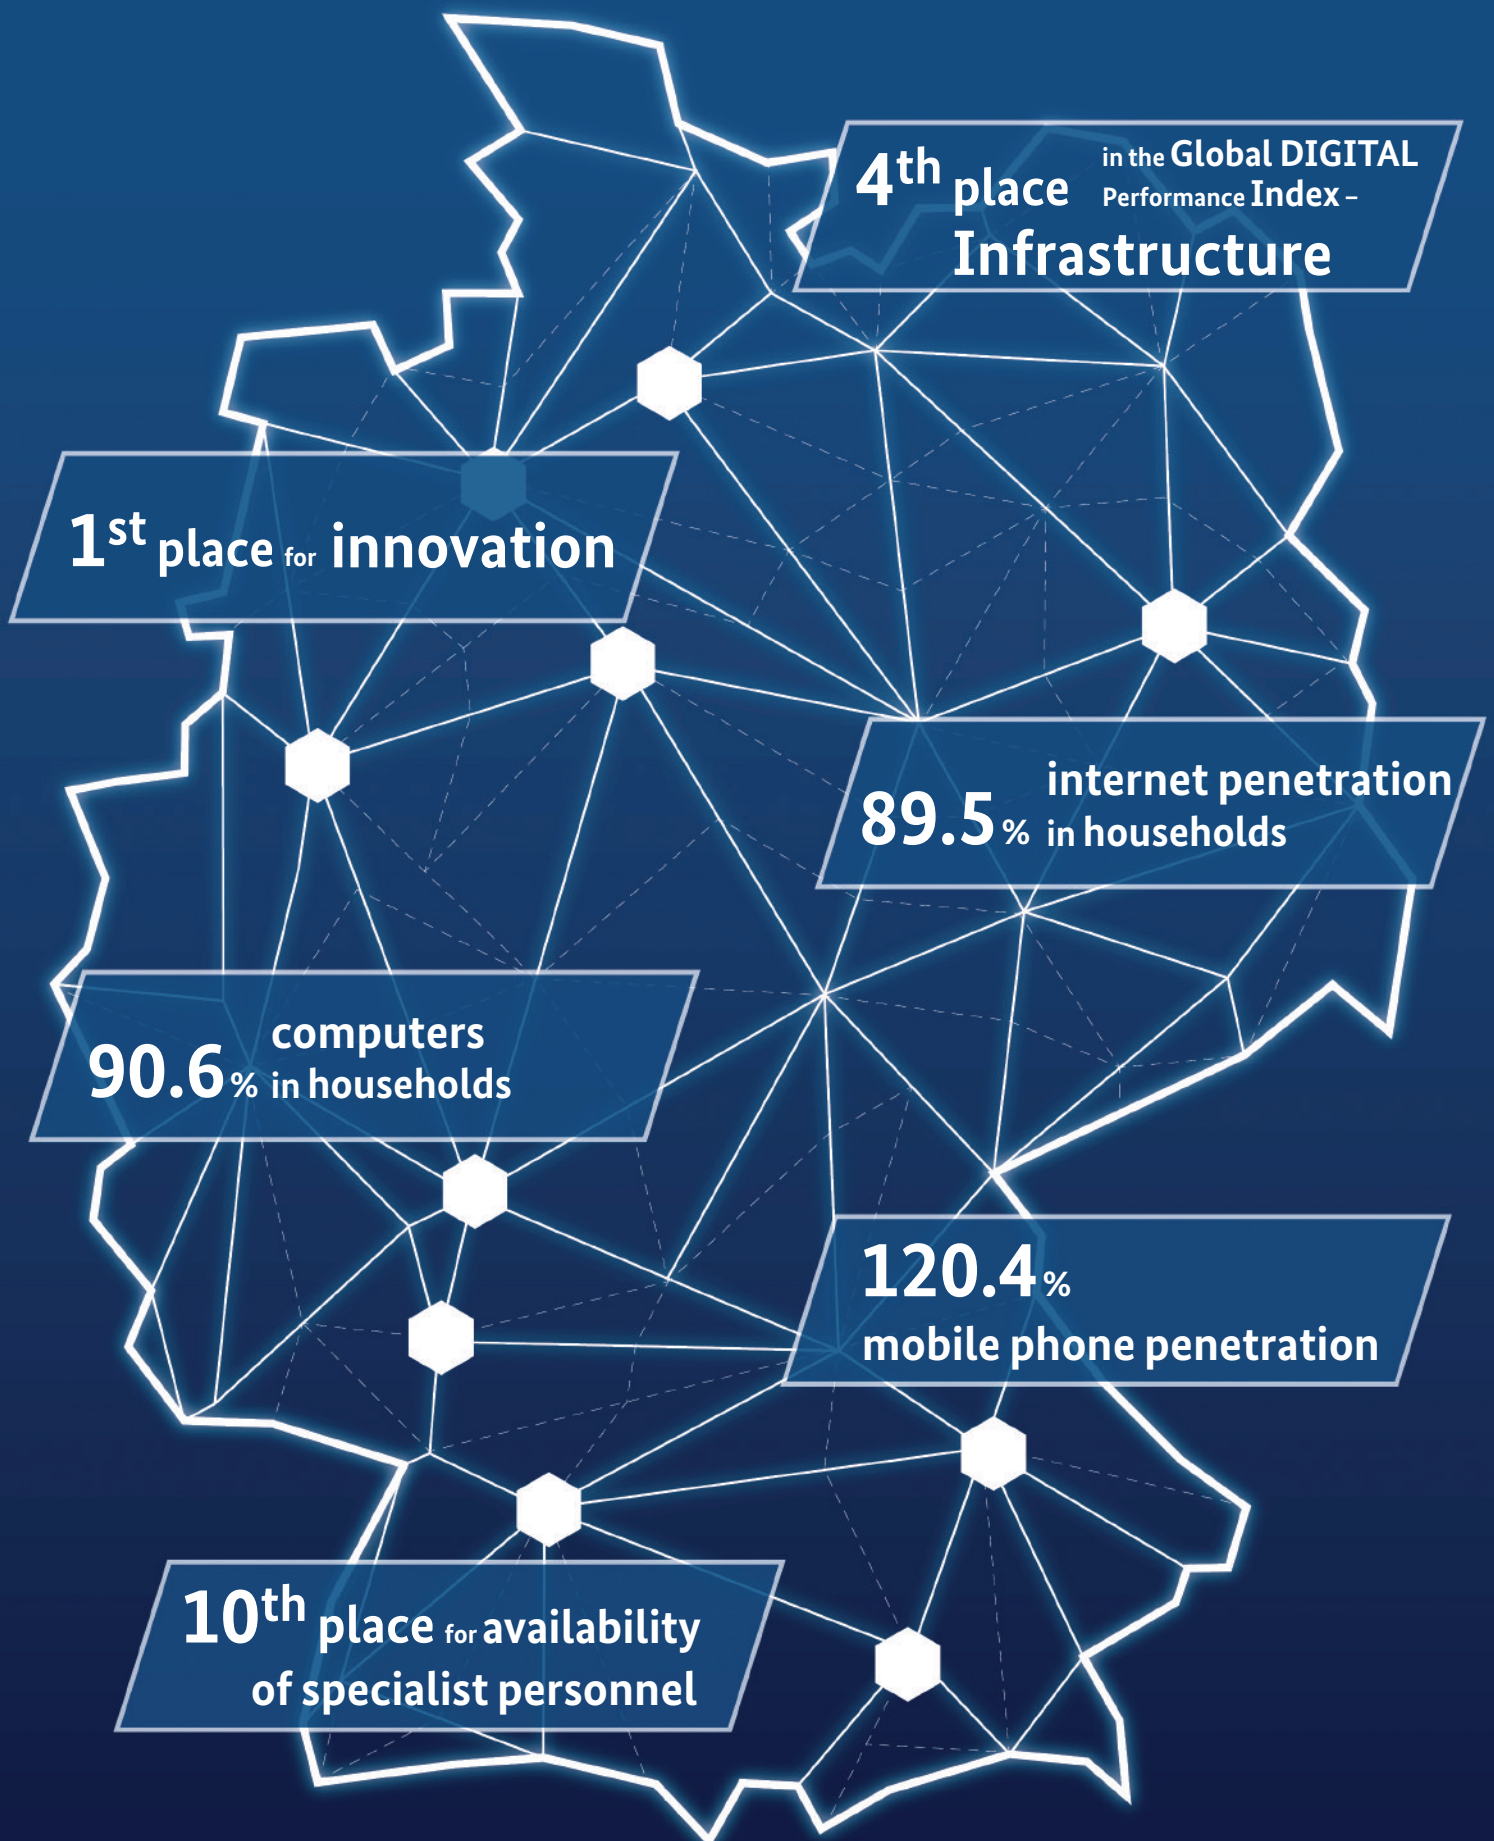 4th place in the Global DIGITAL
Performance Index –
Infrastructure
1st place for innovation
internet penetration
89.5 % in households
computers
90.6 % in households
120.4 %
mobile phone penetration
10th place for availability
of specialist personnel